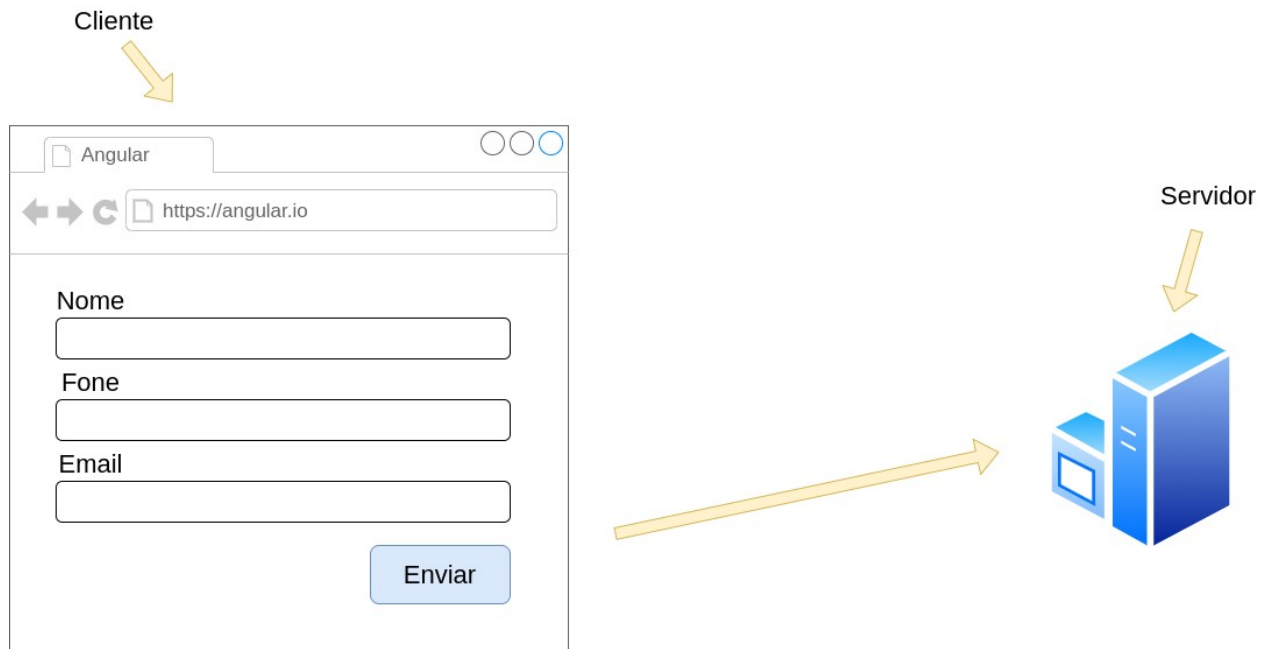 Cliente
Angular
https://angular.io
Servidor
Nome
Fone
Email
Enviar